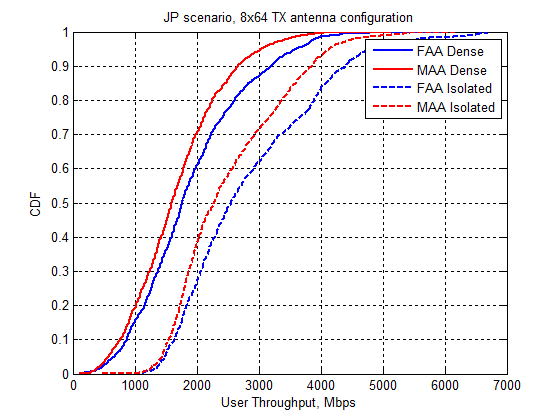 JP scenario, 8x64 TX antenna configuration
1
0.9
0.8
0.7
0.6
0.5
0.4
0.3
0.2
0.1
0
CDF
FAA Dense
MAA Dense
FAA Isolated
MAA Isolated
0 1000 2000 3000 4000 5000 6000 7000
User Throughput, Mbps